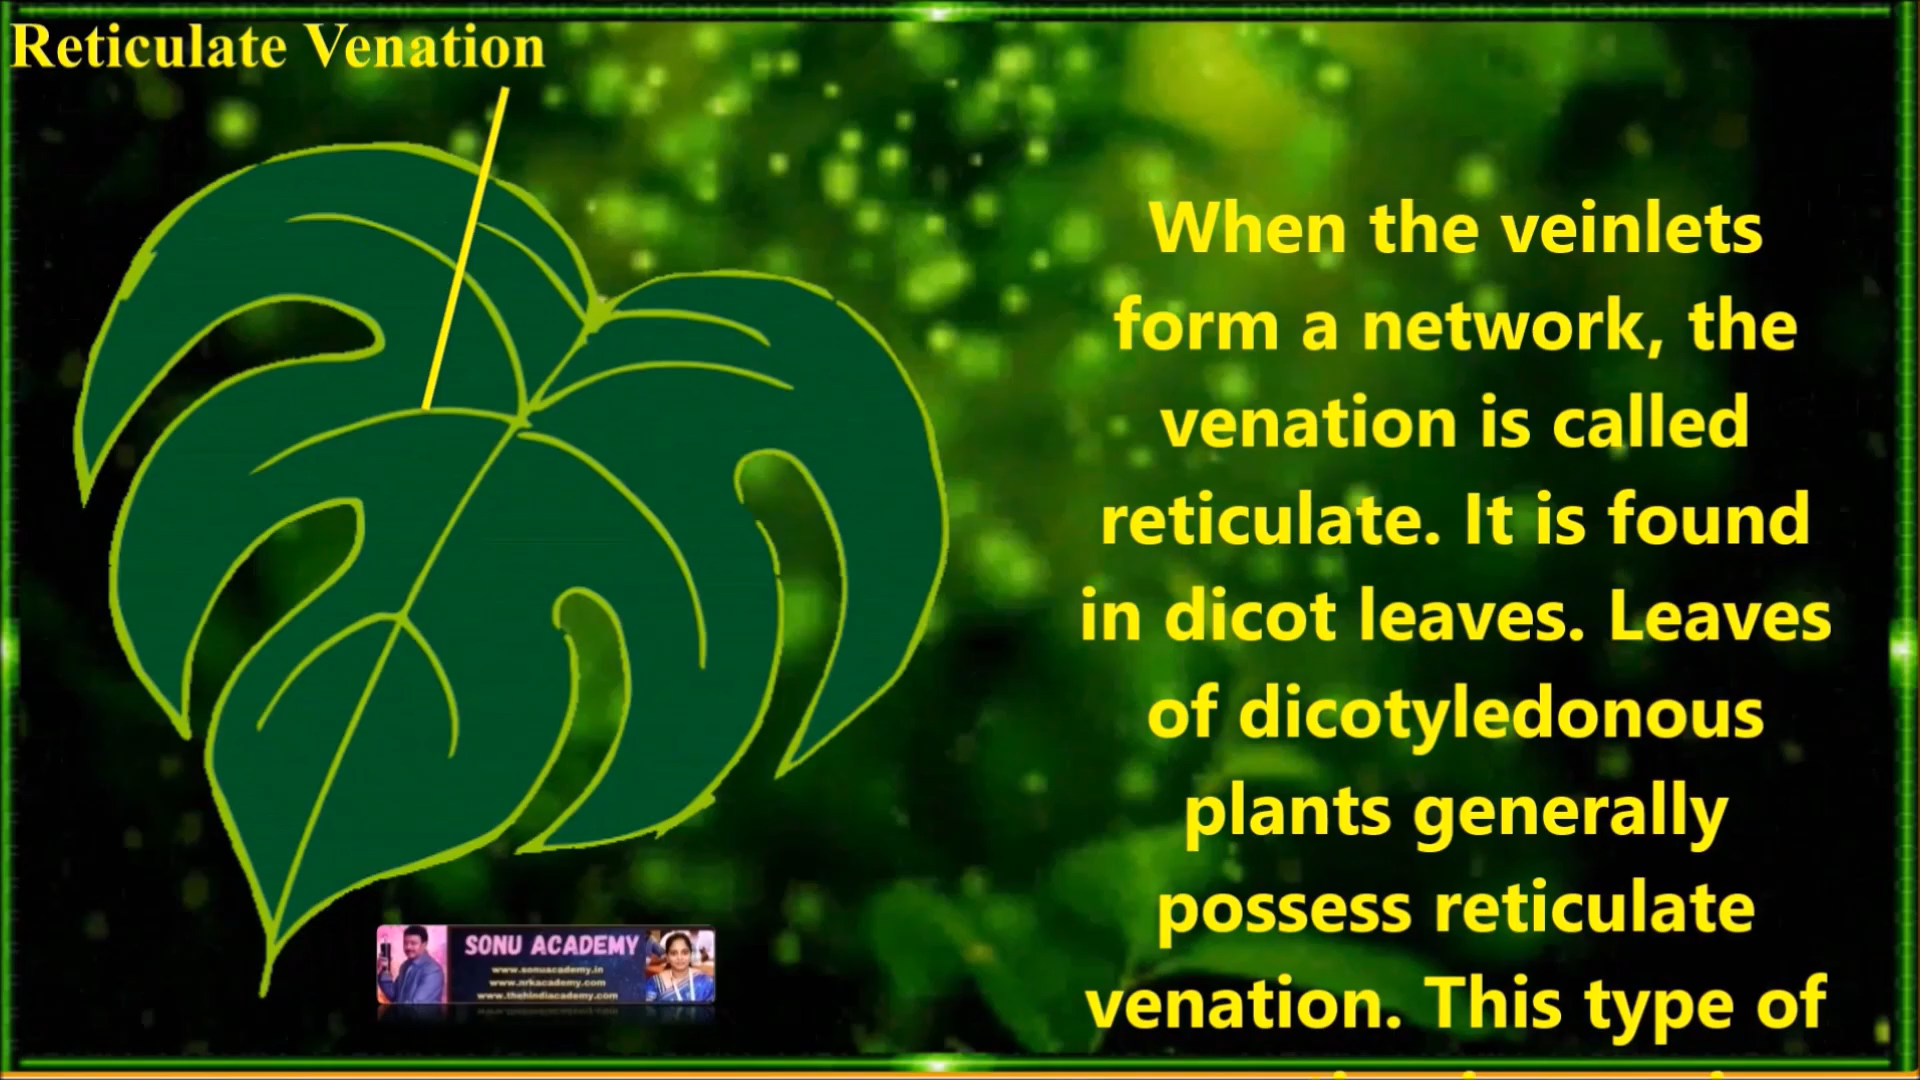 Reticulate Venation
When the veinlets
form a network, the
venation is called
reticulate. It is found
in dicot leaves. Leaves
of dicotyledonous
plants generally
possess reticulate
venation. This type of
SONU ACADEMY
www.sonuacademy.in
www.nrkacademy.com
www.thehindiacademy.com